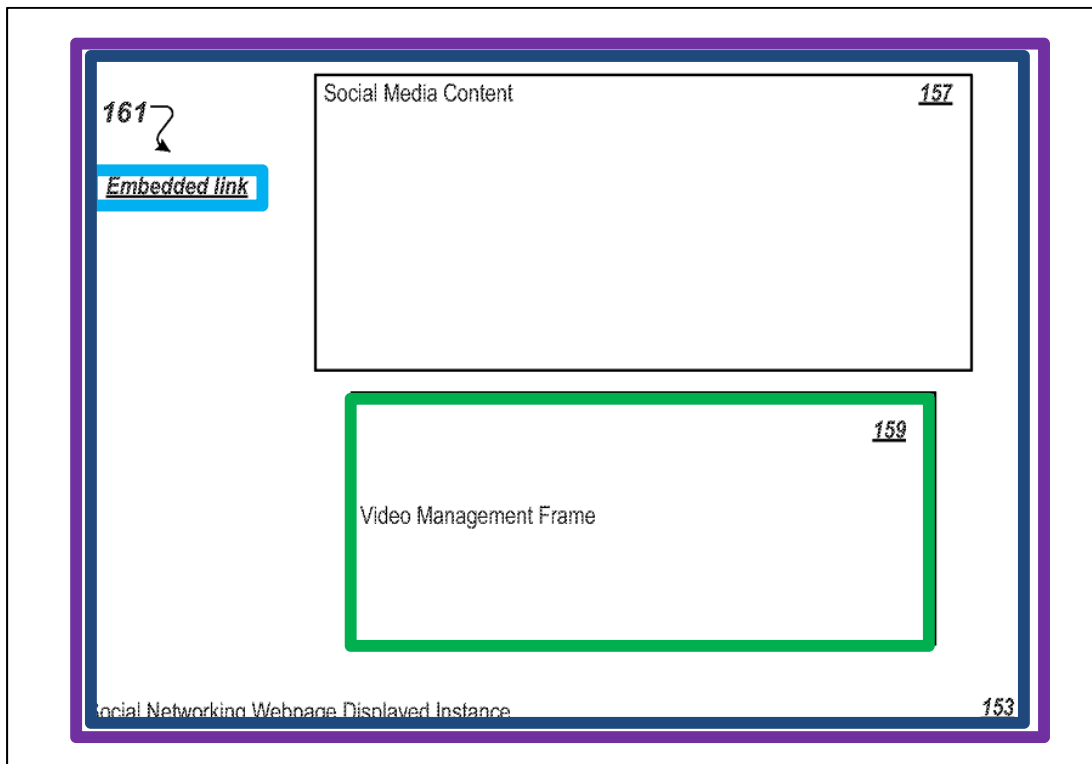 Social Media Content 157
161
Embedded link
159
Video Management Frame
Social Networking Webpage Displayed Instance 153